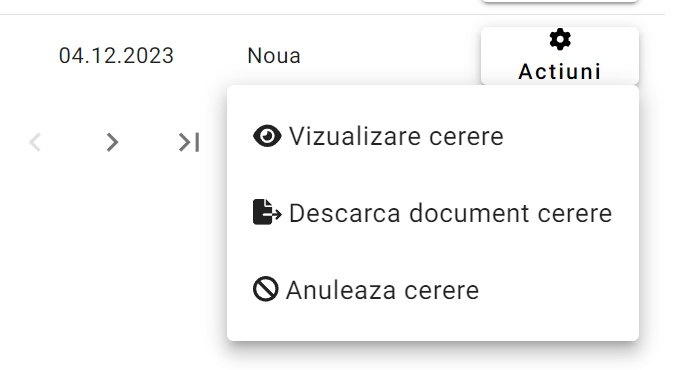 04.12.2023 Noua Actiuni
Vizualizare cerere
Descarca document cerere
Anuleaza cerere